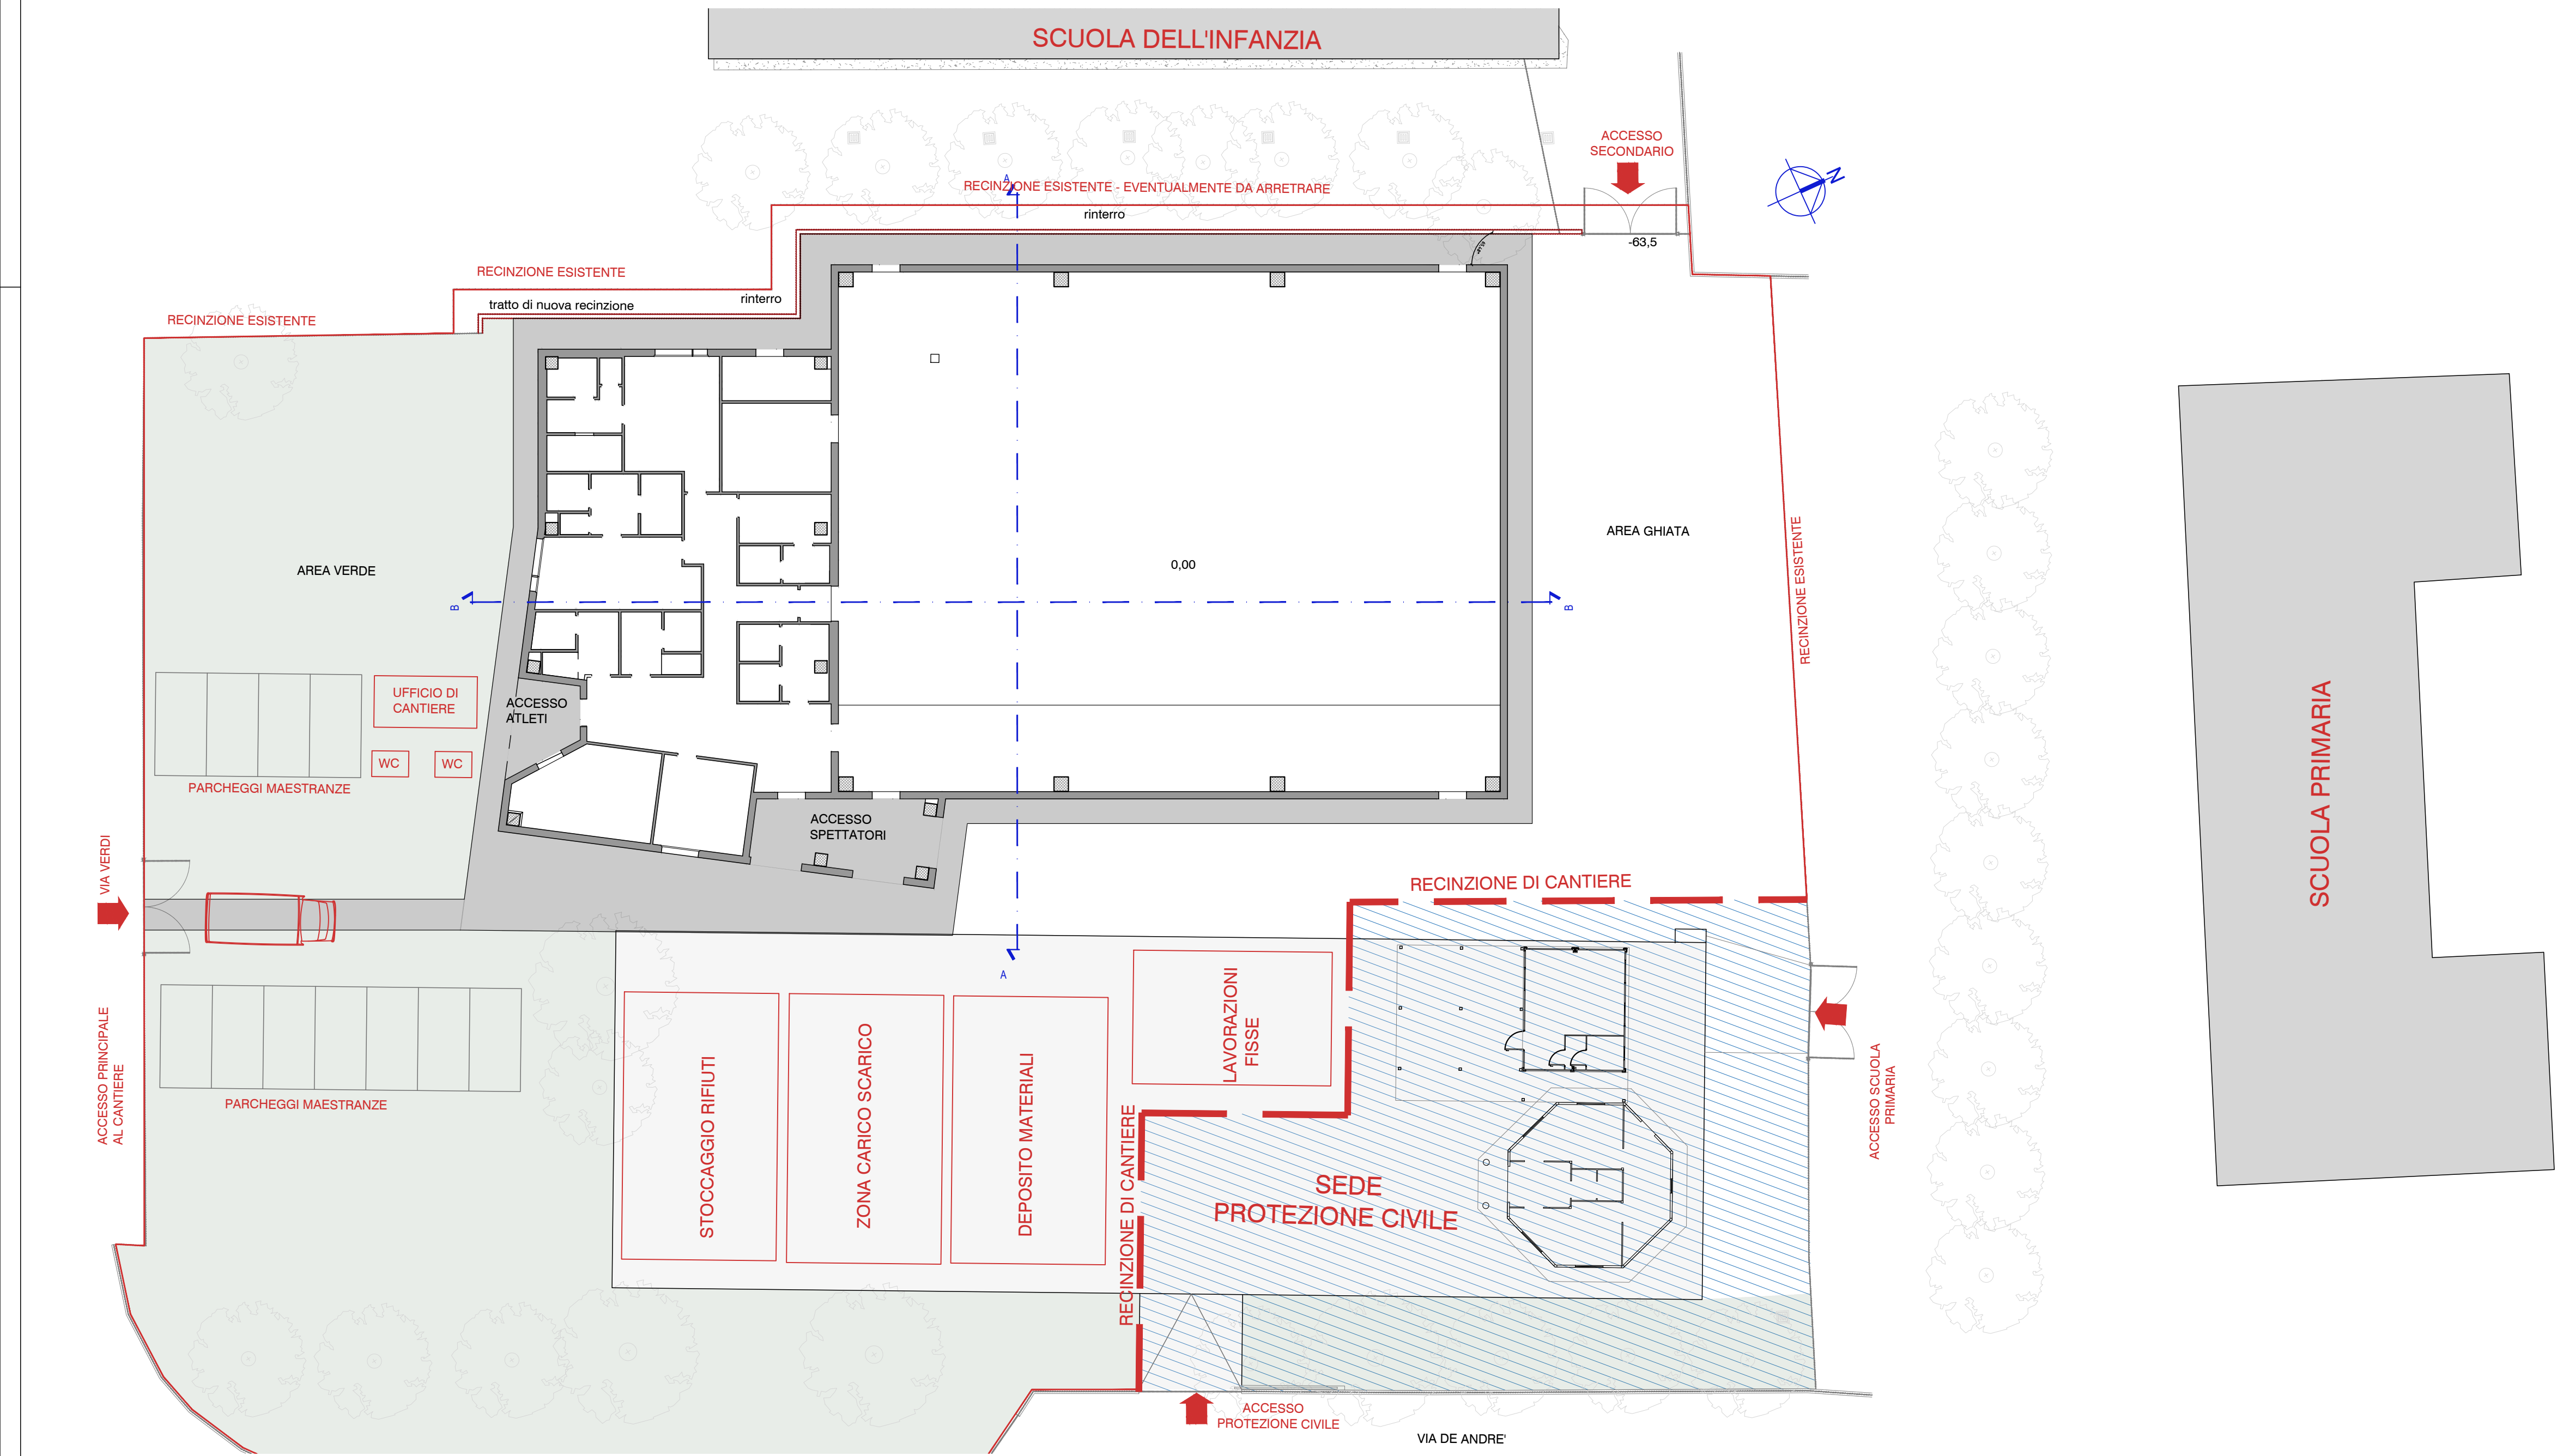 SCUOLA DELL'INFANZIA
ACCESSO
SECONDARIO
N
A
RECINZIONE ESISTENTE - EVENTUALMENTE DA ARRETRARE
rinterro
-63,5
RECINZIONE ESISTENTE
tratto di nuova recinzione
rinterro
RECINZIONE ESISTENTE
AREA GHIATA
RECINZIONE ESISTENTE
0,00
AREA VERDE
B
B
UFFICIO DI
CANTIERE
WC
WC
PARCHEGGI MAESTRANZE
ACCESSO
ATLETI
ACCESSO
SPETTATORI
SCUOLA PRIMARIA
VIA VERDI
RECINZIONE DI CANTIERE
A
ACCESSO PRINCIPALE
AL CANTIERE
PARCHEGGI MAESTRANZE
STOCCAGGIO RIFIUTI
ZONA CARICO SCARICO
DEPOSITO MATERIALI
LAVORAZIONI
FISSE
RECINZIONE DI CANTIERE
SEDE
PROTEZIONE CIVILE
ACCESSO SCUOLA
PRIMARIA
ACCESSO
PROTEZIONE CIVILE
VIA DE ANDRE'